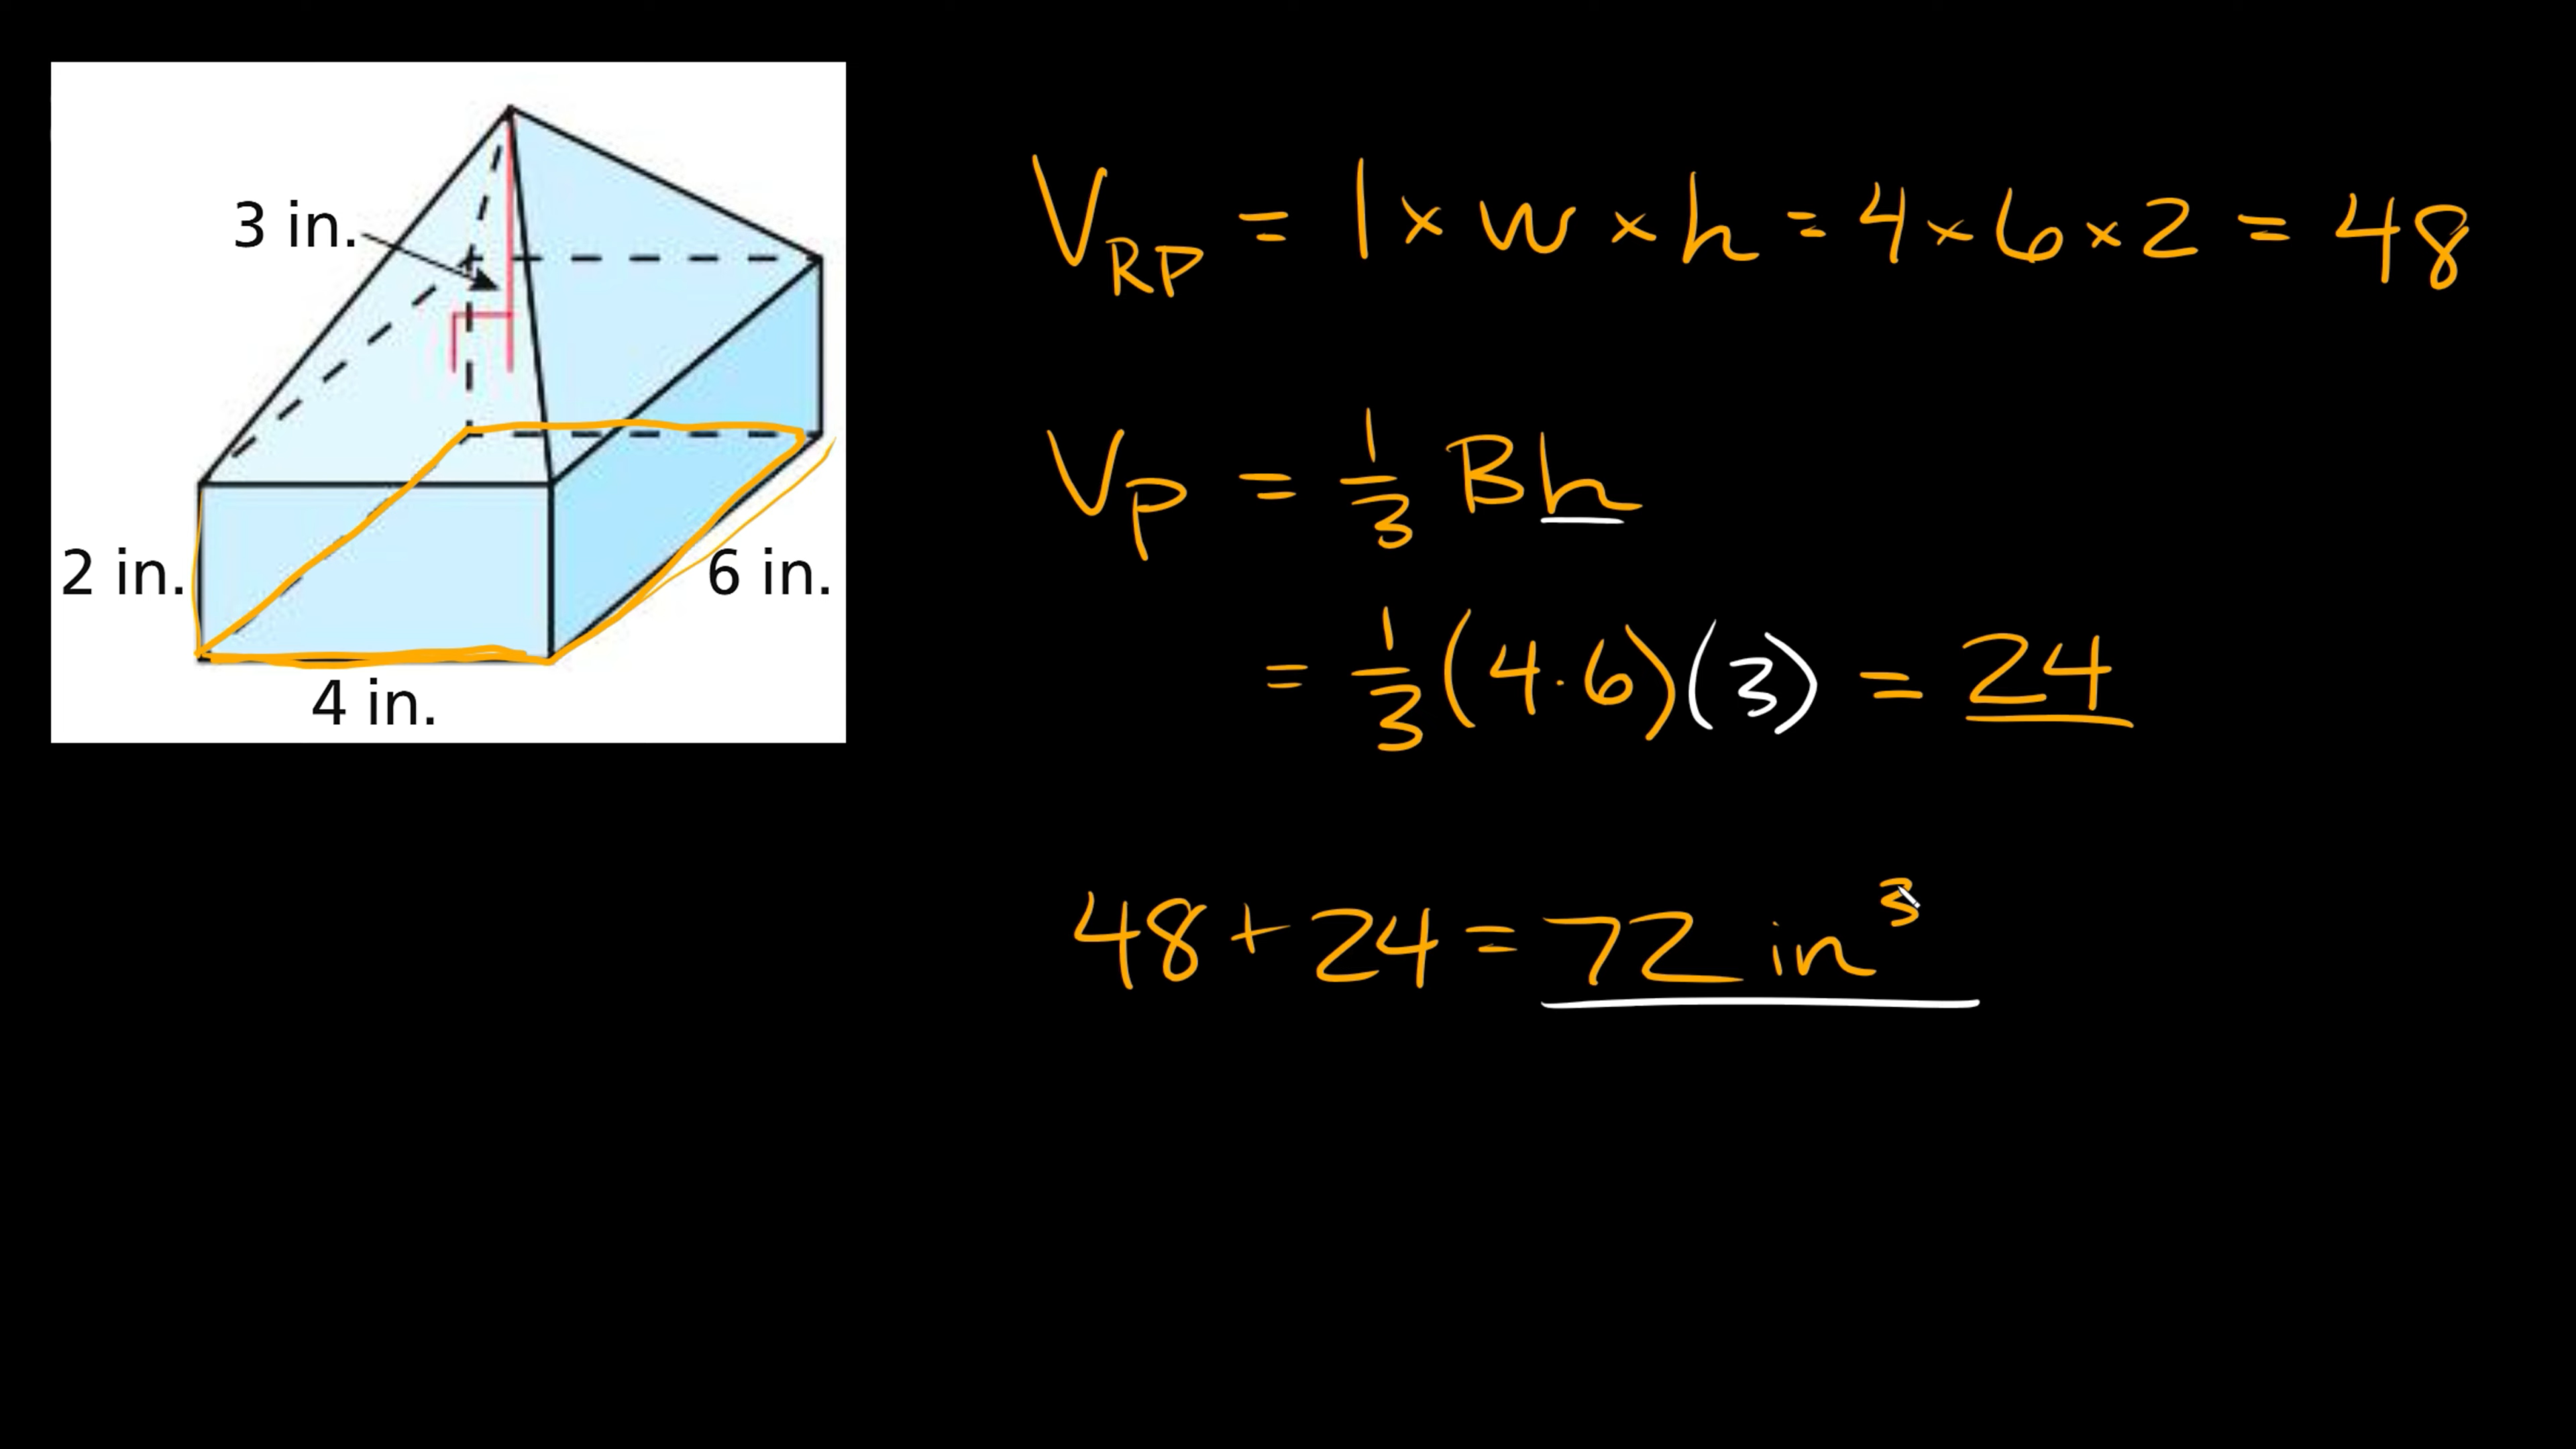 3 in.
2 in.
6 in.
4 in.
V_RP = l × w × h = 4 × 6 × 2 = 48
V_P = 1/3 Bh
= 1/3 (4 · 6)(3) = 24
48 + 24 = 72 in³